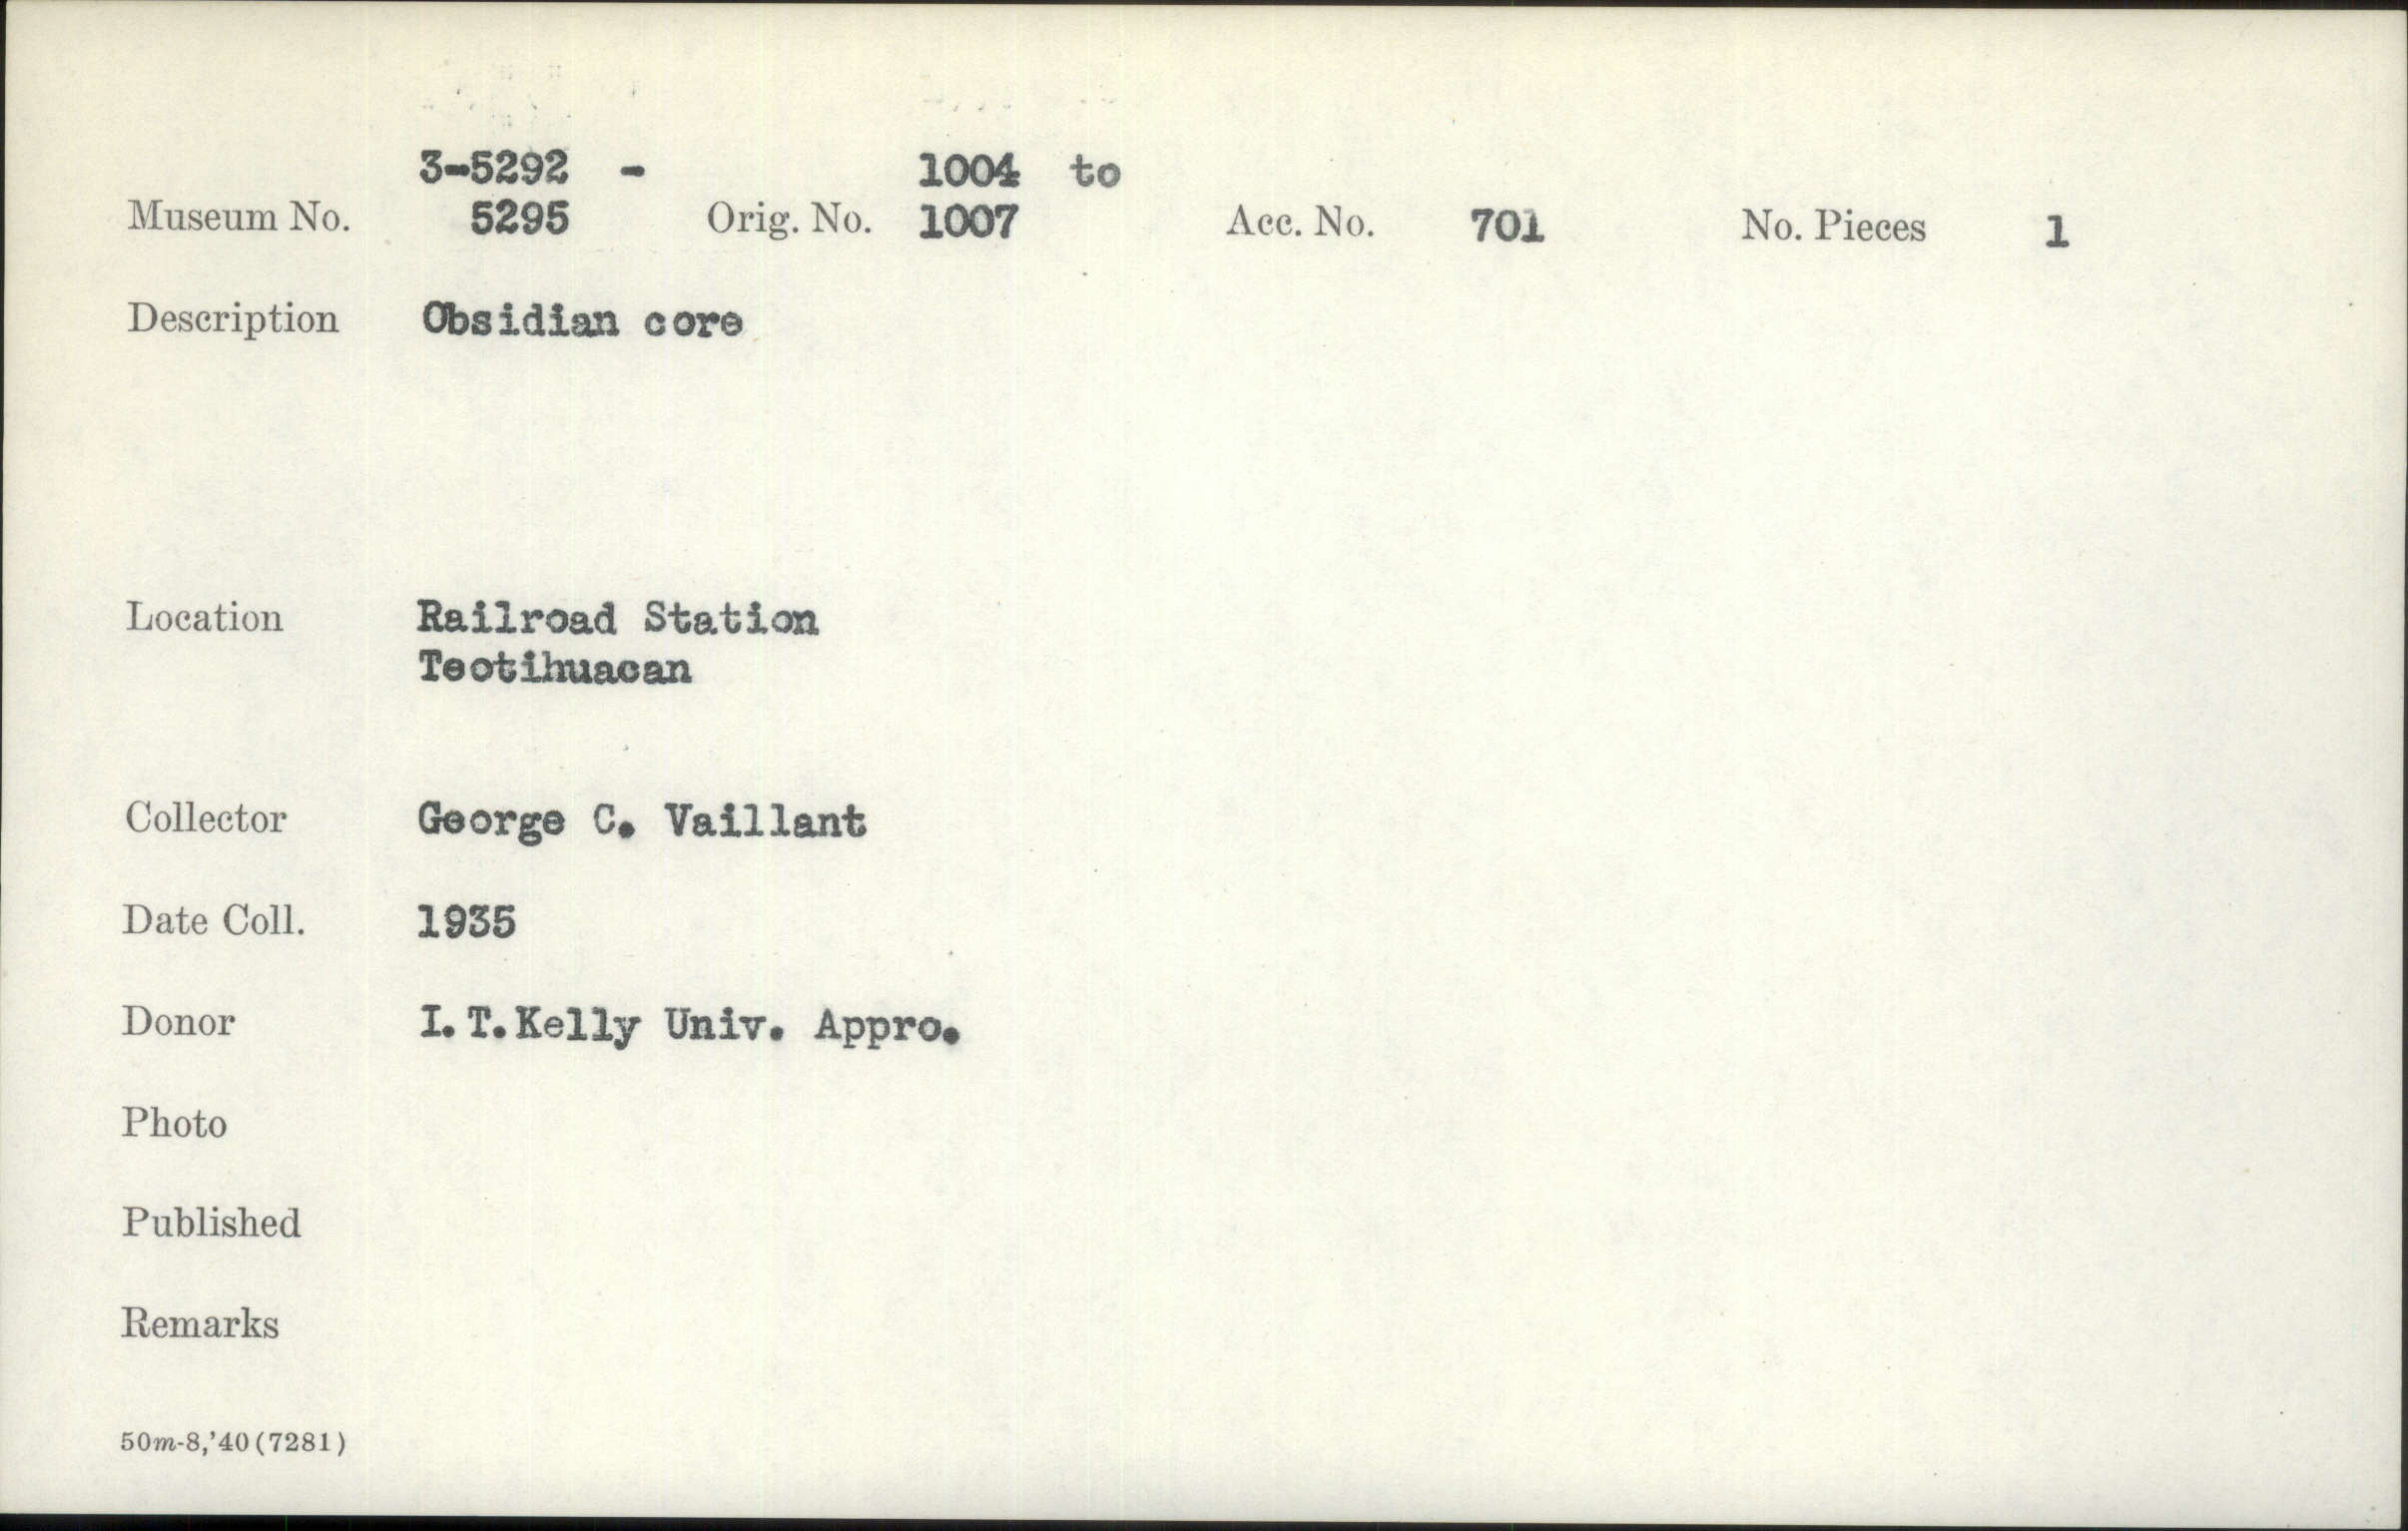 3-5292 - 1004 to
Museum No. 5295 Orig. No. 1007 Acc. No. 701 No. Pieces 1
Description Obsidian core
Location Railroad Station
Teotihuacan
Collector George C. Vaillant
Date Coll. 1935
Donor I.T.Kelly Univ. Appro.
Photo
Published
Remarks
50m-8,'40(7281)